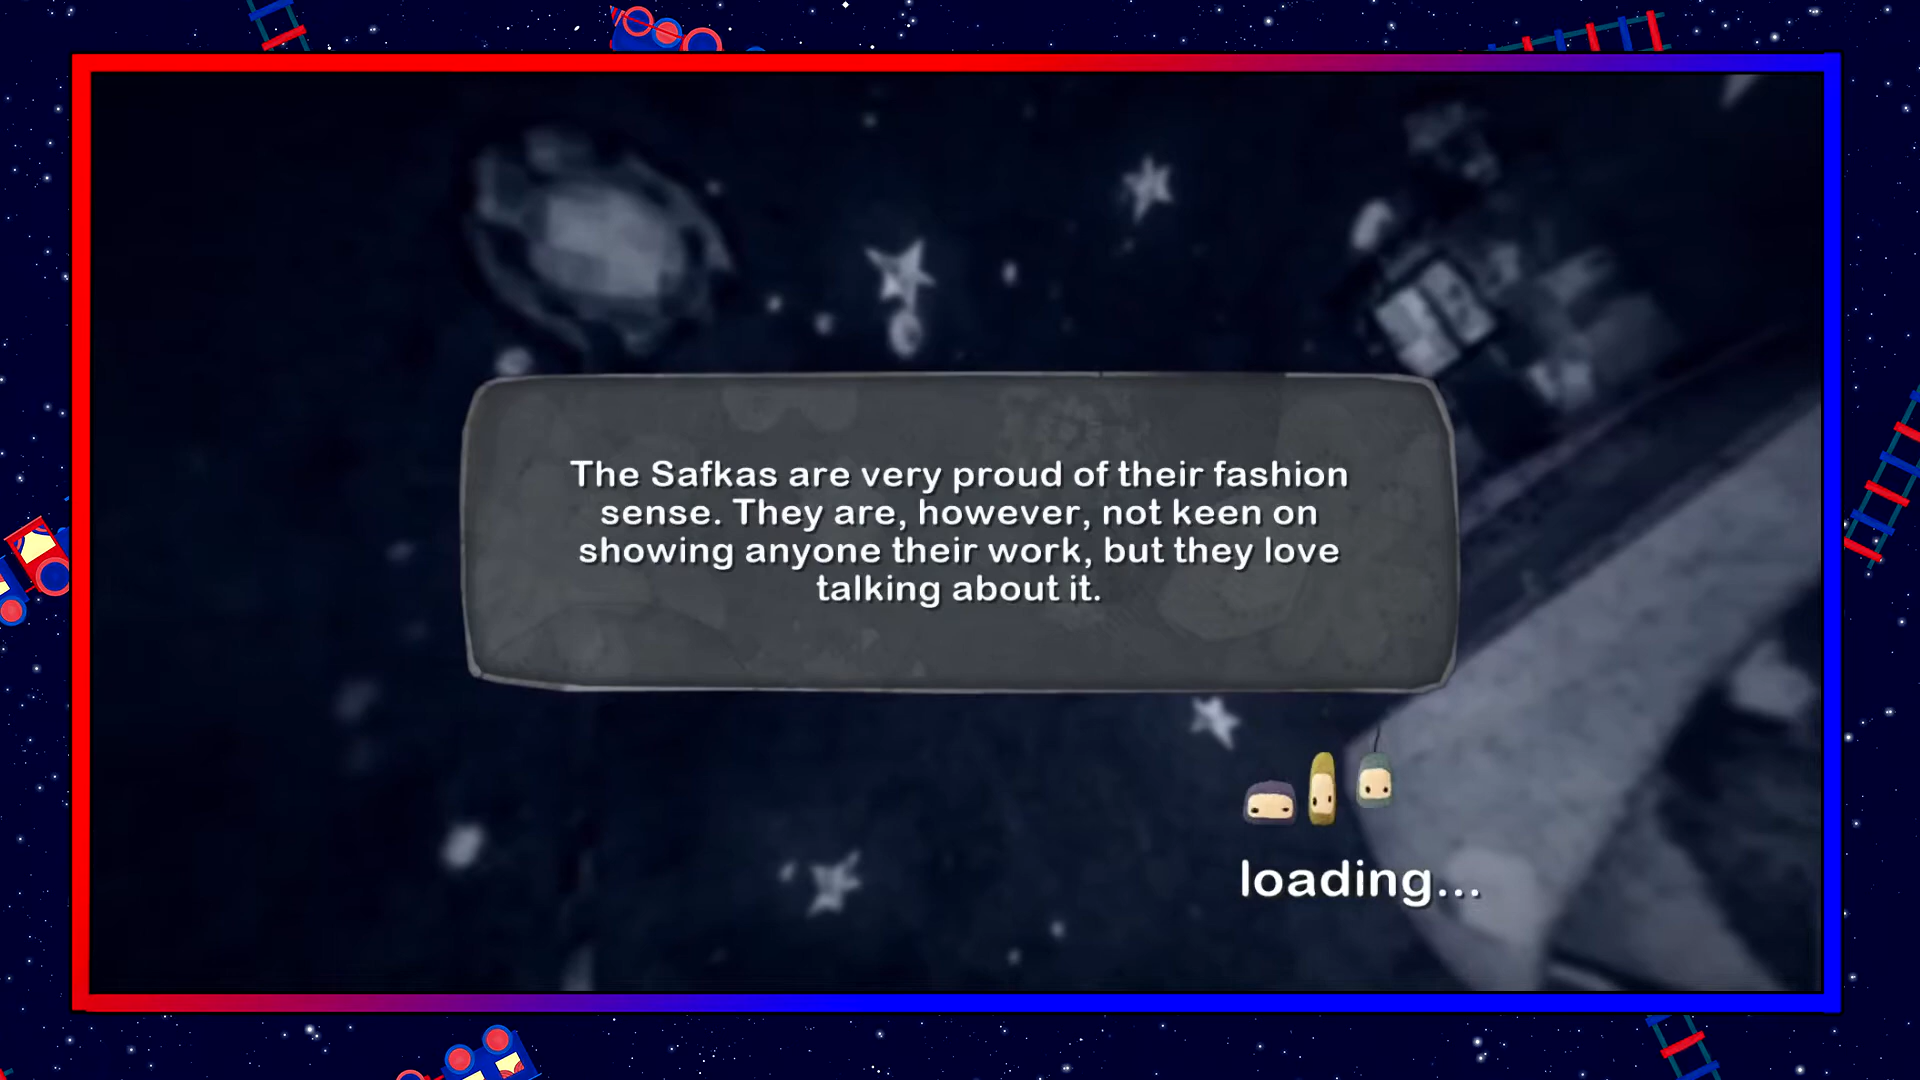 The Safkas are very proud of their fashion
sense. They are, however, not keen on
showing anyone their work, but they love
talking about it.
loading...